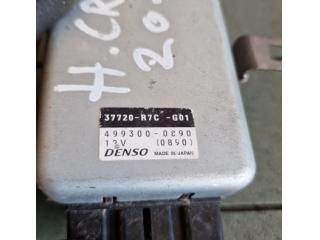 H.CR
20.
37720-R7C -G01
499300-0890
12V (0890)
DENSO MADE IN JAPAN